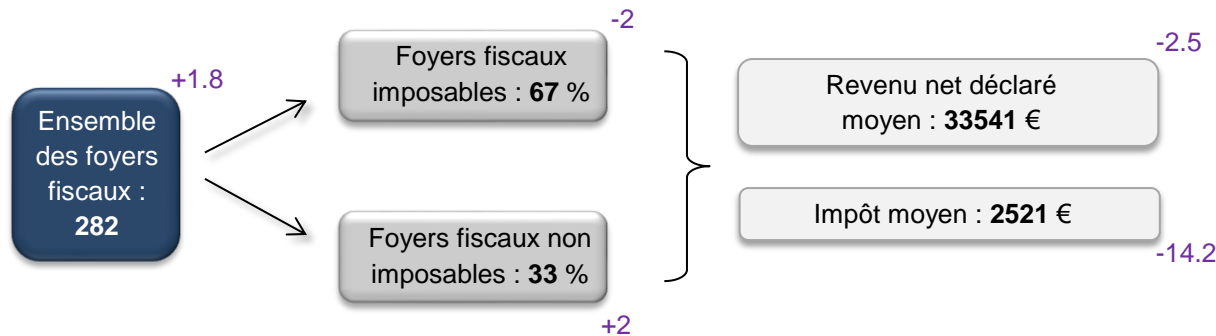 +1.8
Ensemble
des foyers
fiscaux :
282
-2
Foyers fiscaux
imposables : 67 %
Foyers fiscaux non
imposables : 33 %
+2
-2.5
Revenu net déclaré
moyen : 33541 €
Impôt moyen : 2521 €
-14.2